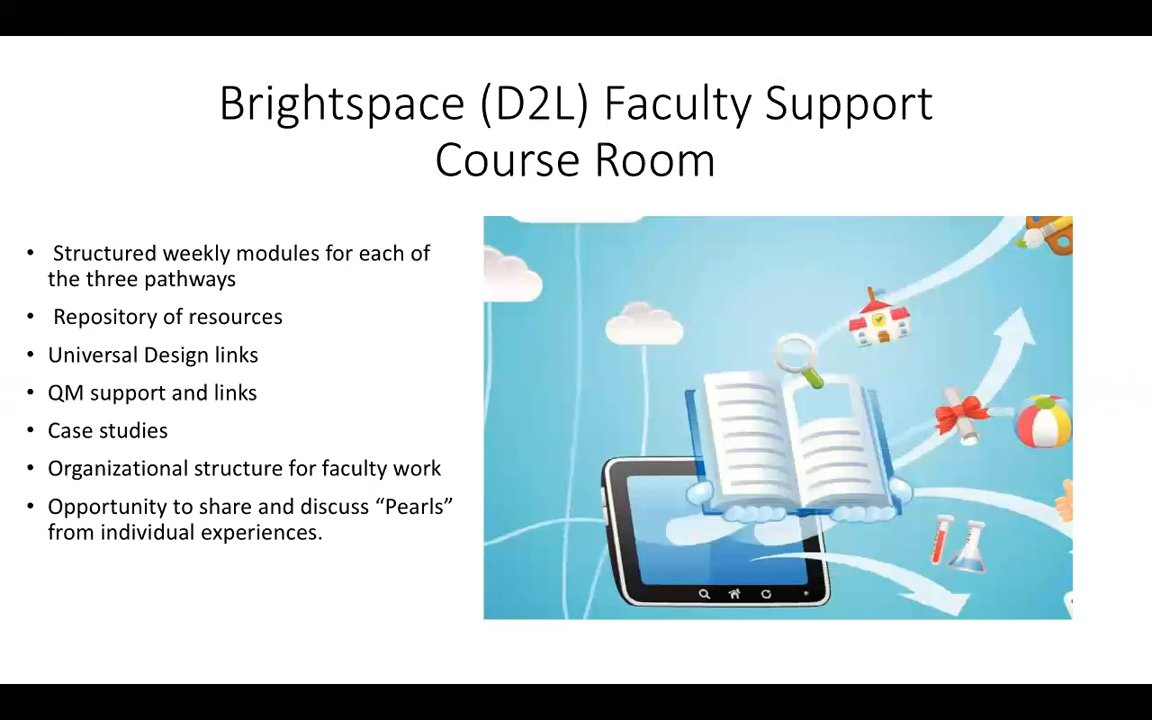 Brightspace (D2L) Faculty Support
Course Room
• Structured weekly modules for each of
the three pathways
• Repository of resources
• Universal Design links
• QM support and links
• Case studies
• Organizational structure for faculty work
• Opportunity to share and discuss “Pearls”
from individual experiences.